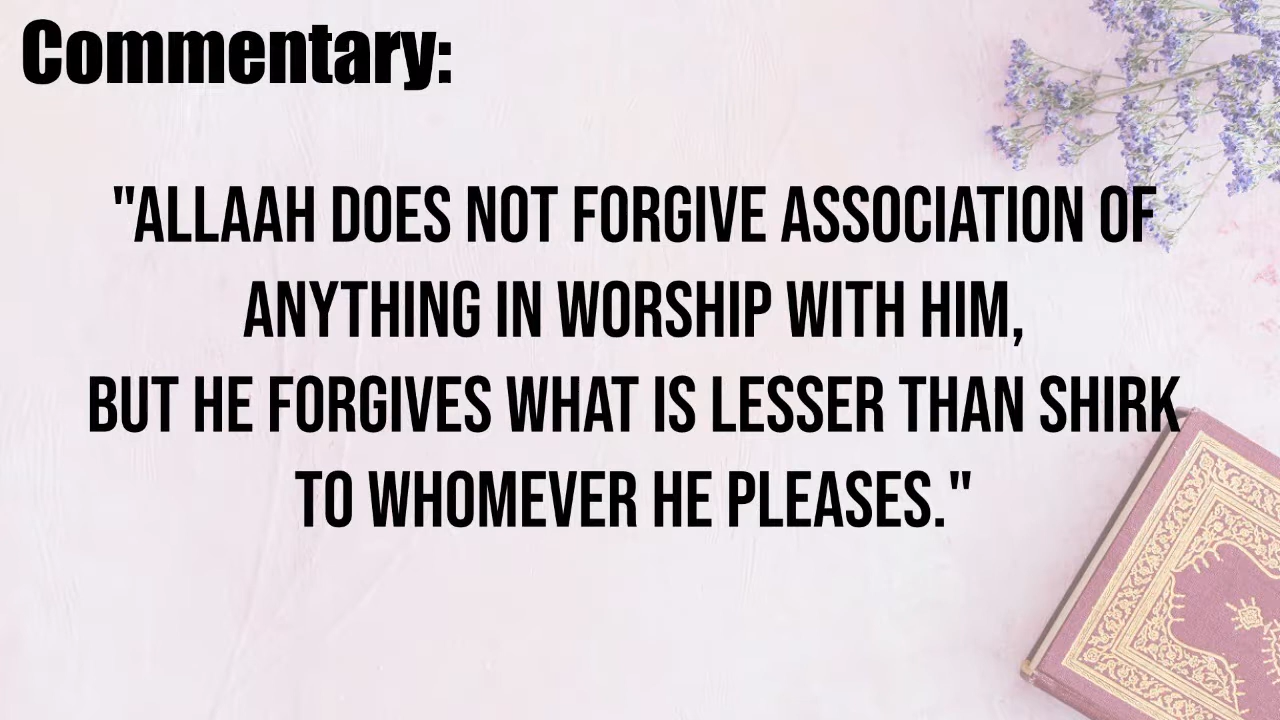 Commentary:
"ALLAAH DOES NOT FORGIVE ASSOCIATION OF
ANYTHING IN WORSHIP WITH HIM,
BUT HE FORGIVES WHAT IS LESSER THAN SHIRK
TO WHOMEVER HE PLEASES."